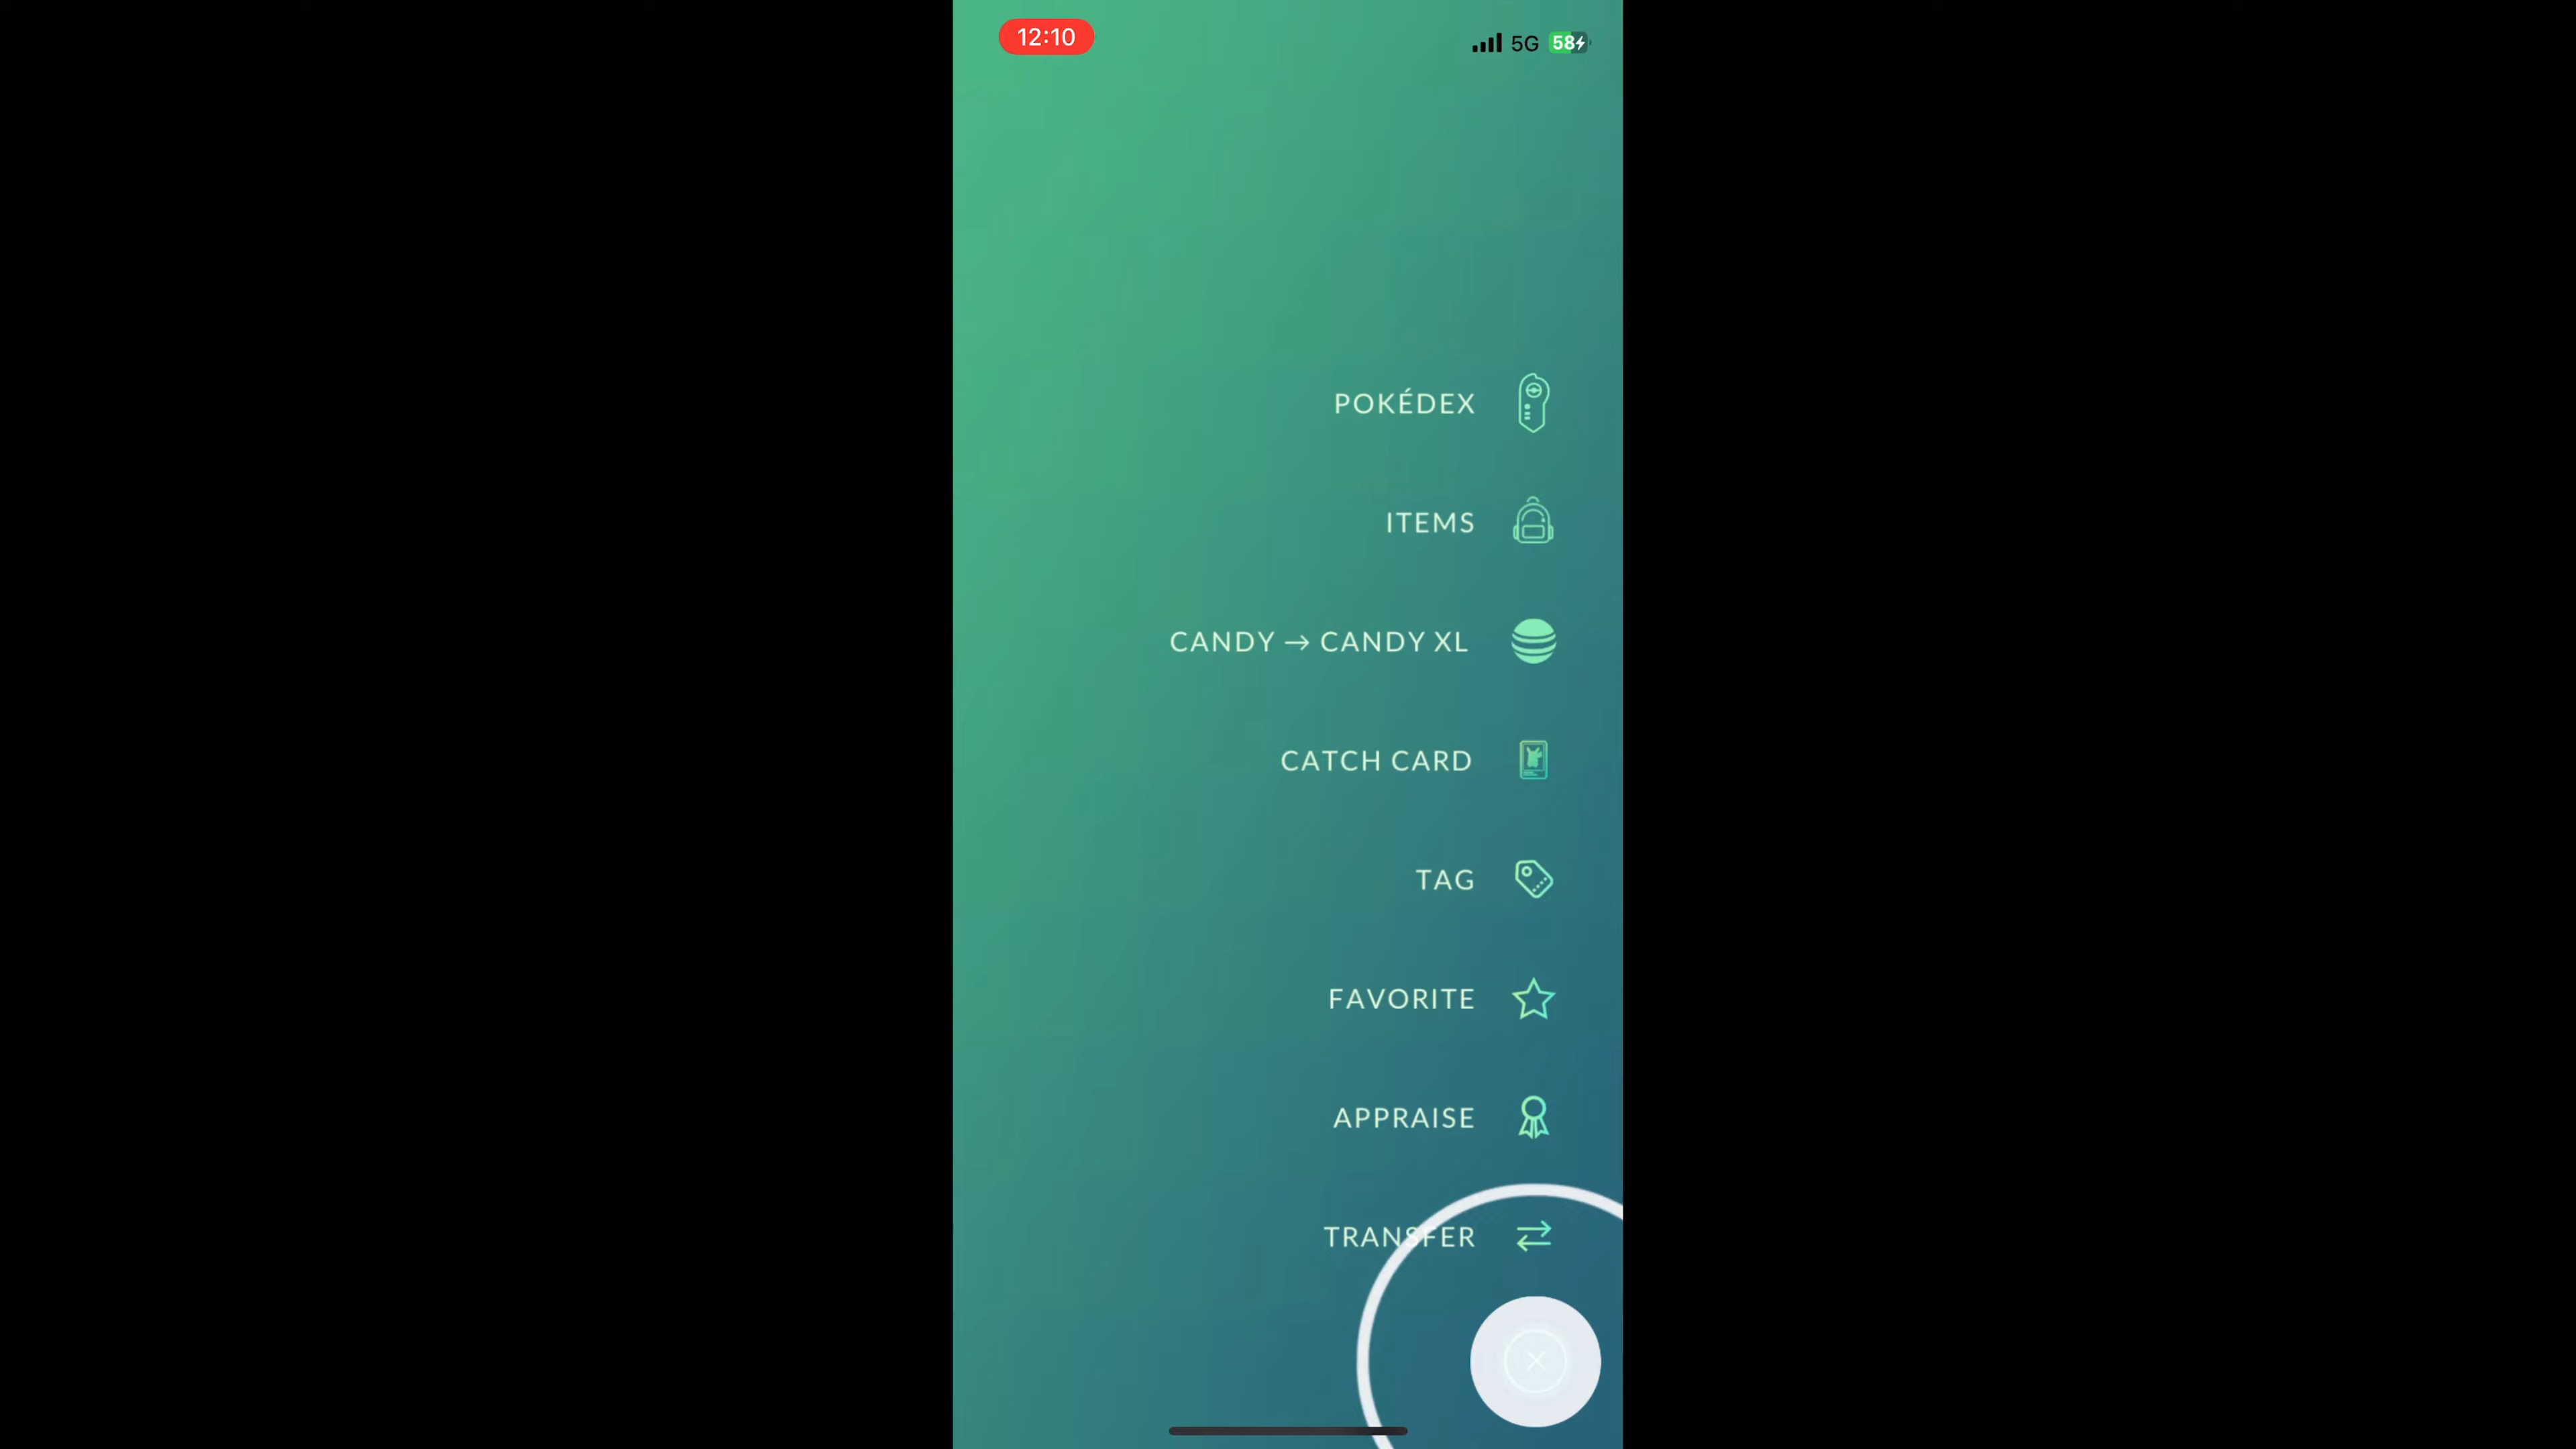 12:10
5G 58
POKÉDEX
ITEMS
CANDY → CANDY XL
CATCH CARD
TAG
FAVORITE
APPRAISE
TRANSFER